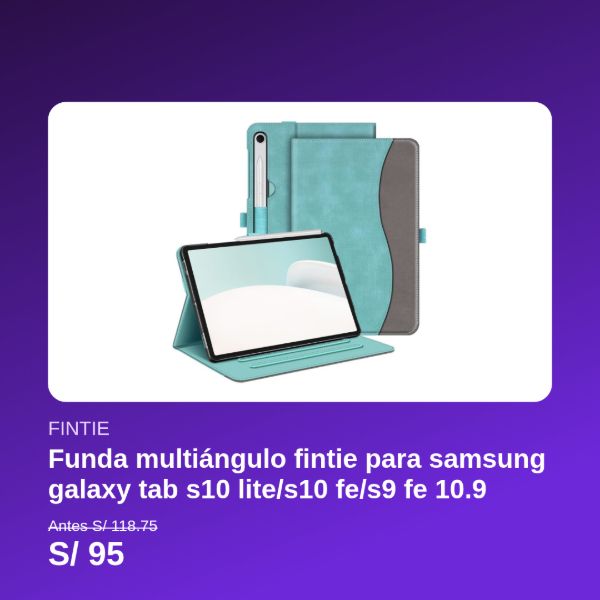 FINTIE
Funda multiángulo fintie para samsung
galaxy tab s10 lite/s10 fe/s9 fe 10.9
Antes S/ 118.75
S/ 95